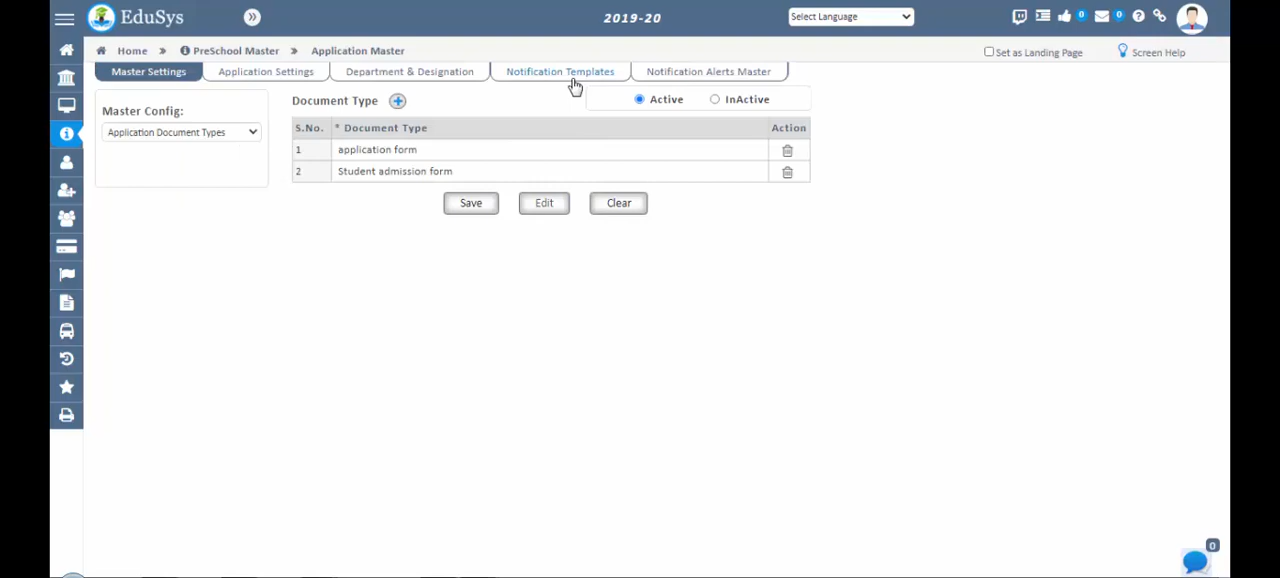 EduSys
2019-20
Select Language
0
0
Home » PreSchool Master » Application Master
Set as Landing Page
Screen Help
Master Settings
Application Settings
Department & Designation
Notification Templates
Notification Alerts Master
Master Config:
Application Document Types
Document Type
Active
InActive
S.No. * Document Type Action
1 application form
2 Student admission form
Save
Edit
Clear
0